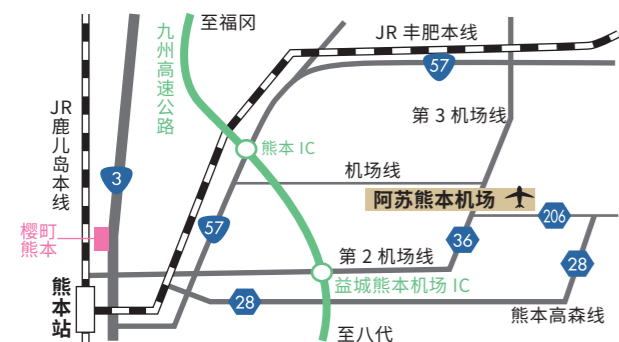 至福冈
九州高速公路
JR 丰肥本线
57
JR鹿儿岛本线
第 3 机场线
熊本 IC
3
机场线
阿苏熊本机场
206
57
樱町
熊本
36
第 2 机场线
28
益城熊本机场 IC
熊本站
28
熊本高森线
至八代